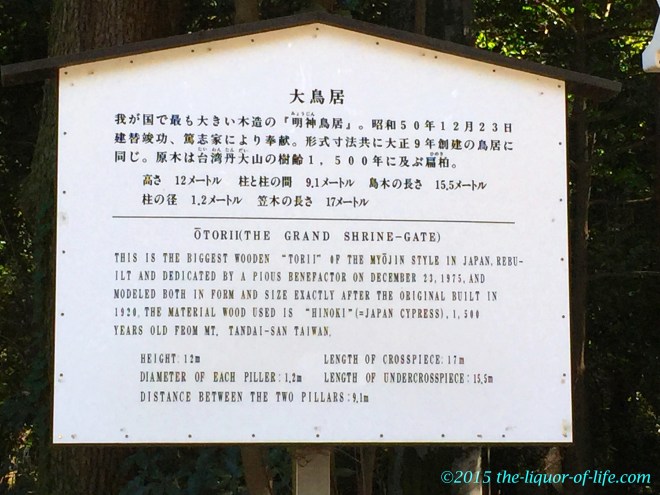 大鳥居
我が国で最も大きい木造の『明神鳥居』。昭和50年12月23日
建替竣功、篤志家により奉献。形式寸法共に大正9年創建の鳥居に
同じ。原木は台湾丹大山の樹齢1,500年に及ぶ扁柏。
高さ 12メートル 柱と柱の間 9.1メートル 島木の長さ 15.5メートル
柱の径 1.2メートル 笠木の長さ 17メートル
ŌTORII(THE GRAND SHRINE-GATE)
THIS IS THE BIGGEST WOODEN “TORII” OF THE MYŌJIN STYLE IN JAPAN, REBU-
ILT AND DEDICATED BY A PIOUS BENEFACTOR ON DECEMBER 23, 1975, AND
MODELED BOTH IN FORM AND SIZE EXACTLY AFTER THE ORIGINAL BUILT IN
1920. THE MATERIAL WOOD USED IS “HINOKI”(=JAPAN CYPRESS), 1,500
YEARS OLD FROM MT. TANDAI-SAN TAIWAN.
HEIGHT: 12m LENGTH OF CROSSPIECE: 17m
DIAMETER OF EACH PILLER: 1.2m LENGTH OF UNDERCROSSPIECE: 15.5m
DISTANCE BETWEEN THE TWO PILLARS: 9.1m
©2015 the-liquor-of-life.com